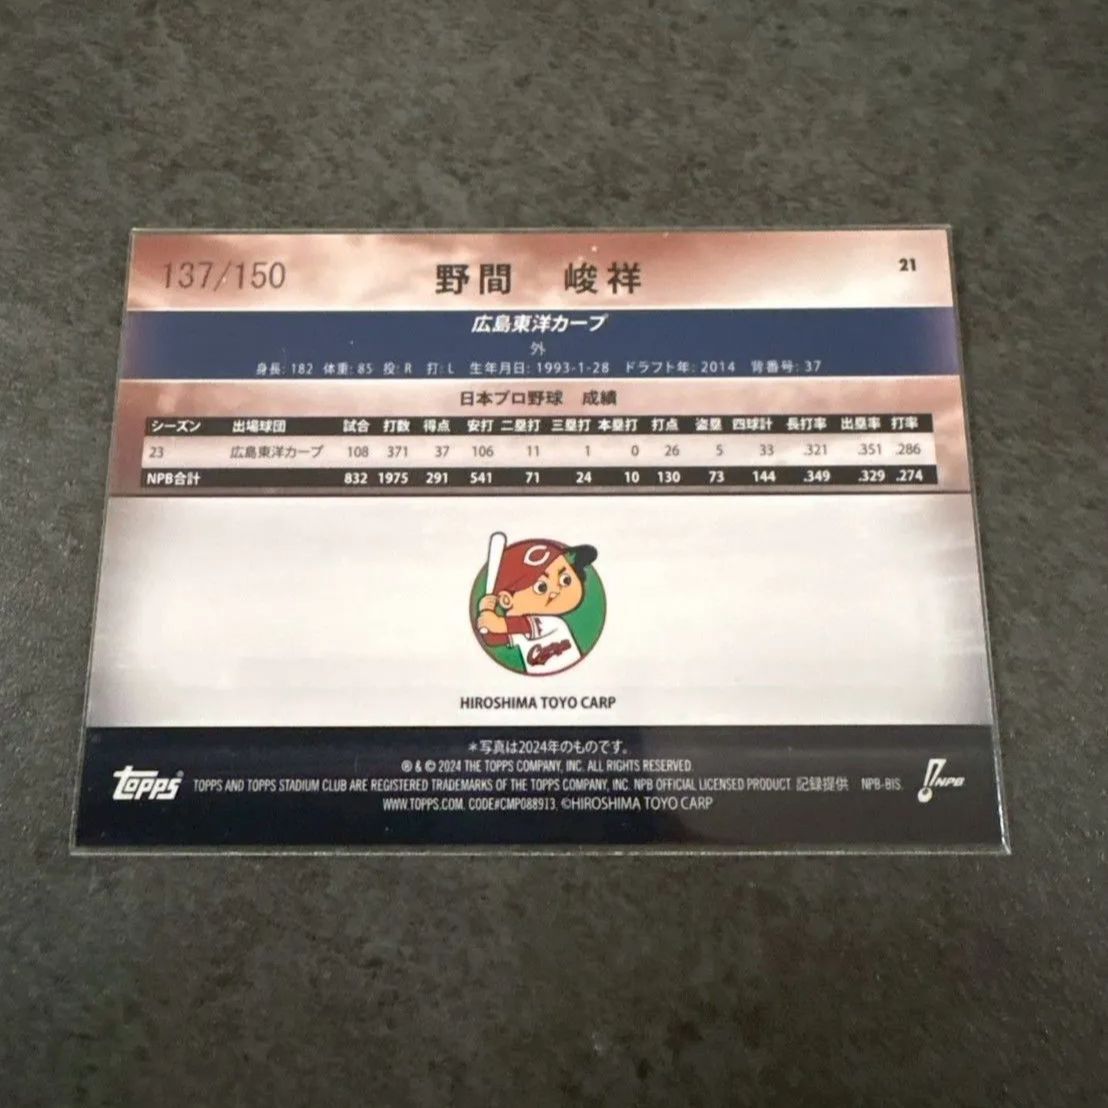 137/150 野間 峻祥 21
広島東洋カープ
外
身長: 182 体重: 85 投: R 打: L 生年月日: 1993-1-28 ドラフト年: 2014 背番号: 37
日本プロ野球 成績
シーズン 出場球団 試合 打数 得点 安打 二塁打 三塁打 本塁打 打点 盗塁 四球計 長打率 出塁率 打率
23 広島東洋カープ 108 371 37 106 11 1 0 26 5 33 .321 .351 .286
NPB合計 832 1975 291 541 71 24 10 130 73 144 .349 .329 .274
C
Carp
HIROSHIMA TOYO CARP
*写真は2024年のものです。
® & © 2024 THE TOPPS COMPANY, INC. ALL RIGHTS RESERVED.
topps® TOPPS AND TOPPS STADIUM CLUB ARE REGISTERED TRADEMARKS OF THE TOPPS COMPANY, INC. NPB OFFICIAL LICENSED PRODUCT 記録提供 NPB-BIS. NPB
WWW.TOPPS.COM. CODE#CMP088913. ©HIROSHIMA TOYO CARP